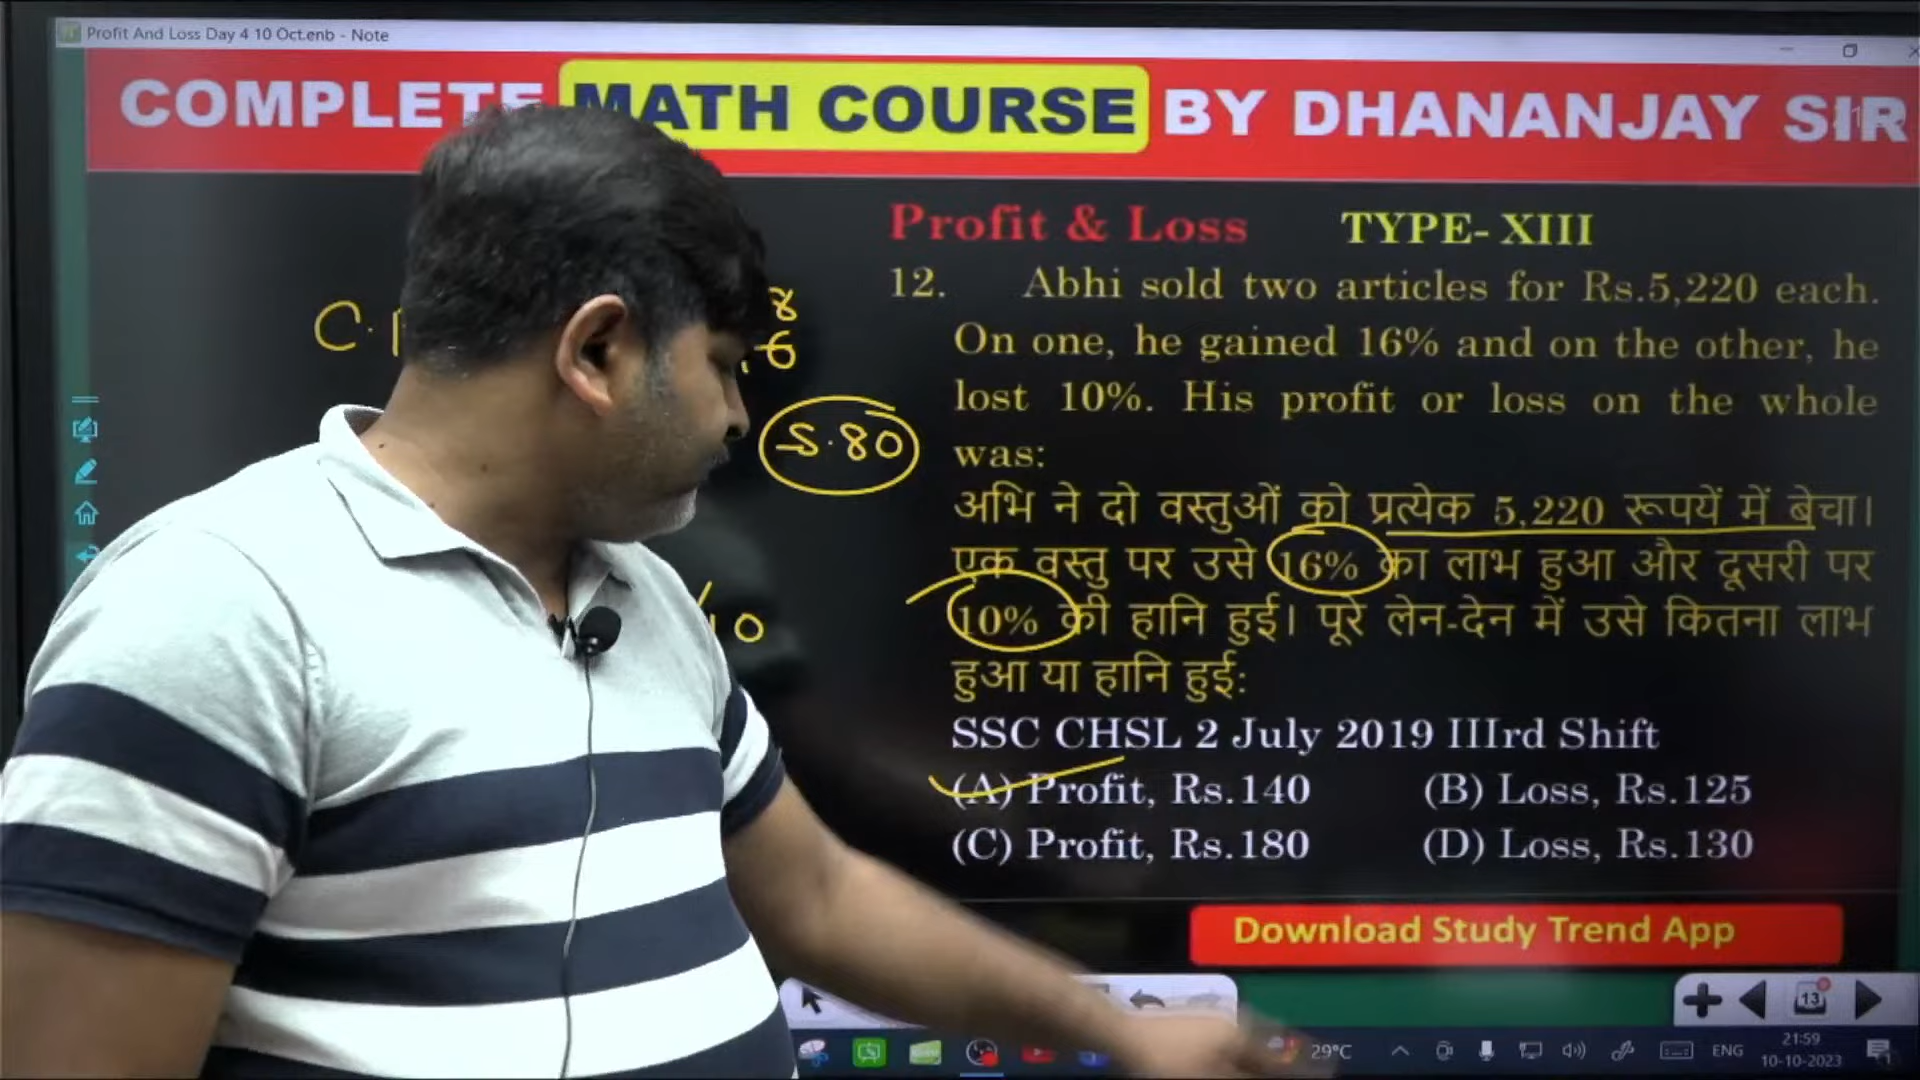 Profit And Loss Day 4 10 Oct.enb - Note
COMPLETE MATH COURSE BY DHANANJAY SIR
Profit & Loss TYPE- XIII
12. Abhi sold two articles for Rs.5,220 each.
On one, he gained 16% and on the other, he
lost 10%. His profit or loss on the whole
was:
अभि ने दो वस्तुओं को प्रत्येक 5,220 रूपयें में बेचा।
एक वस्तु पर उसे 16% का लाभ हुआ और दूसरी पर
10% की हानि हुई। पूरे लेन-देन में उसे कितना लाभ
हुआ या हानि हुई:
SSC CHSL 2 July 2019 IIIrd Shift
(A) Profit, Rs.140 (B) Loss, Rs.125
(C) Profit, Rs.180 (D) Loss, Rs.130
C.
8
6
5.80
10
Download Study Trend App
13
29°C
ENG
21:59
10-10-2023